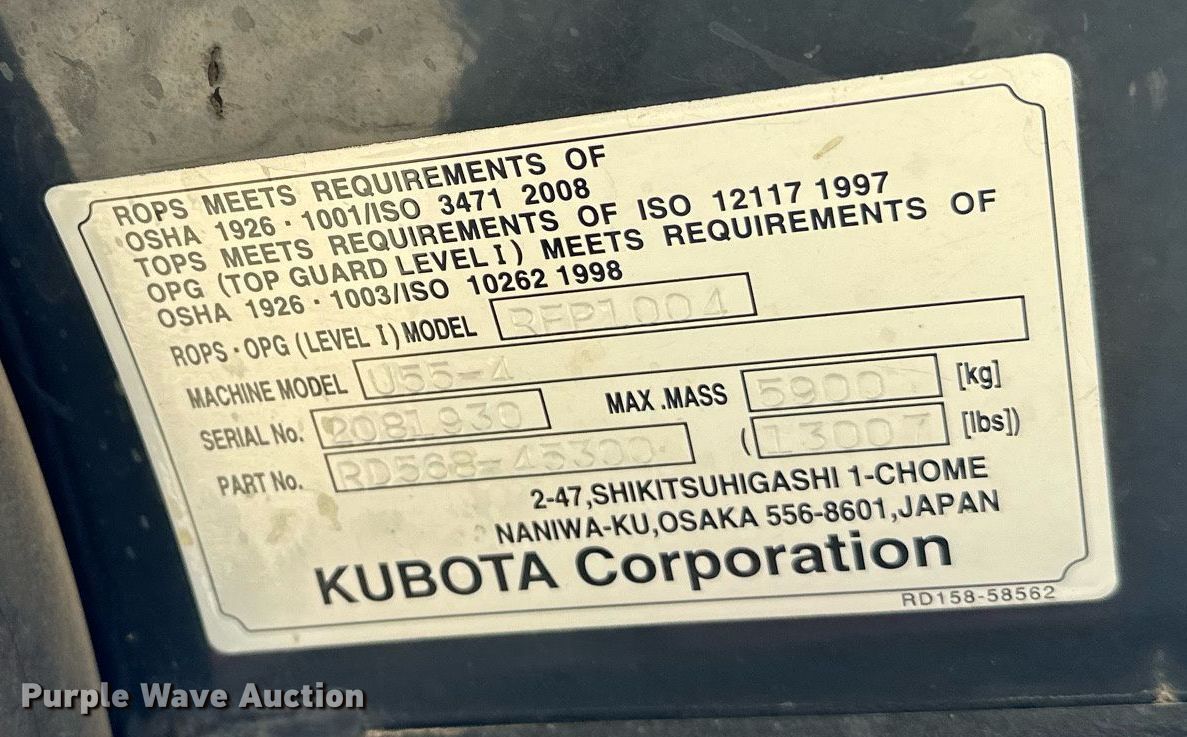 ROPS MEETS REQUIREMENTS OF
OSHA 1926・1001/ISO 3471 2008
TOPS MEETS REQUIREMENTS OF ISO 12117 1997
OPG (TOP GUARD LEVEL I) MEETS REQUIREMENTS OF
OSHA 1926・1003/ISO 10262 1998
ROPS・OPG (LEVEL I) MODEL RFP1004
MACHINE MODEL U55-4
SERIAL No. 2081930 MAX .MASS 5900 [kg]
PART No. RD568-45300 (13007 [lbs])
2-47,SHIKITSUHIGASHI 1-CHOME
NANIWA-KU,OSAKA 556-8601,JAPAN
KUBOTA Corporation
RD158-58562
Purple Wave Auction